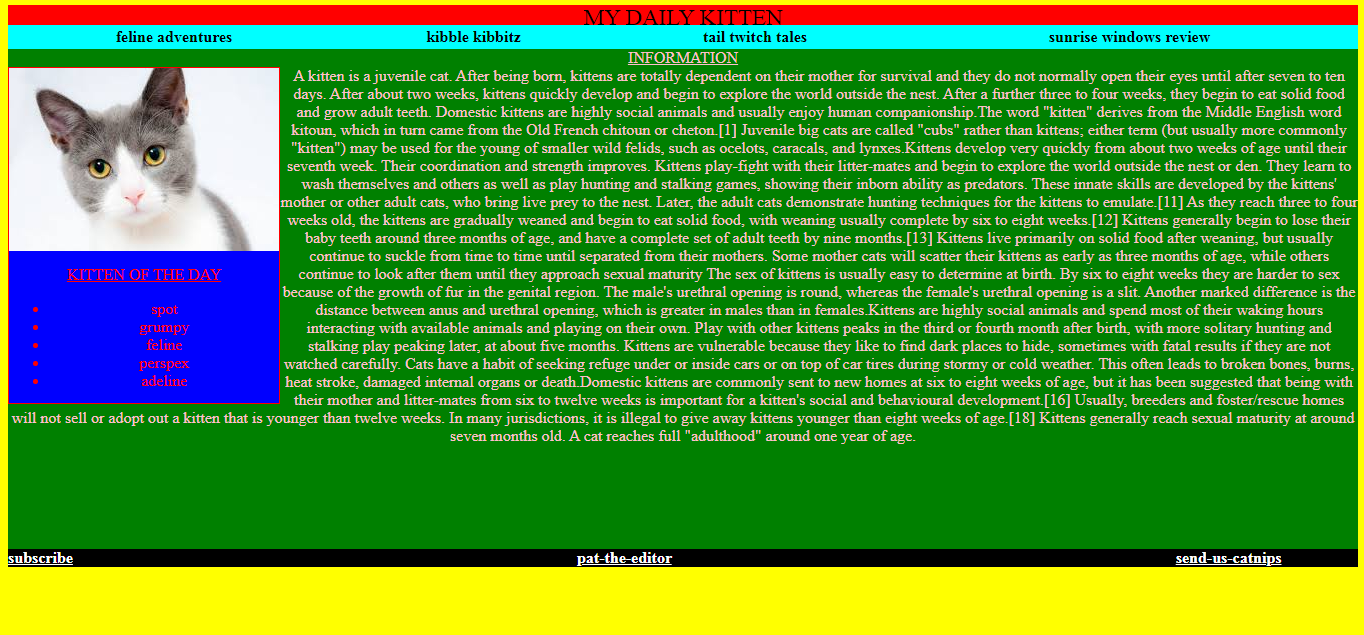 MY DAILY KITTEN
feline adventures kibble kibbitz tail twitch tales sunrise windows review
INFORMATION
A kitten is a juvenile cat. After being born, kittens are totally dependent on their mother for survival and they do not normally open their eyes until after seven to ten
days. After about two weeks, kittens quickly develop and begin to explore the world outside the nest. After a further three to four weeks, they begin to eat solid food
and grow adult teeth. Domestic kittens are highly social animals and usually enjoy human companionship.The word "kitten" derives from the Middle English word
kitoun, which in turn came from the Old French chitoun or cheton.[1] Juvenile big cats are called "cubs" rather than kittens; either term (but usually more commonly
"kitten") may be used for the young of smaller wild felids, such as ocelots, caracals, and lynxes.Kittens develop very quickly from about two weeks of age until their
seventh week. Their coordination and strength improves. Kittens play-fight with their litter-mates and begin to explore the world outside the nest or den. They learn to
wash themselves and others as well as play hunting and stalking games, showing their inborn ability as predators. These innate skills are developed by the kittens'
mother or other adult cats, who bring live prey to the nest. Later, the adult cats demonstrate hunting techniques for the kittens to emulate.[11] As they reach three to four
weeks old, the kittens are gradually weaned and begin to eat solid food, with weaning usually complete by six to eight weeks.[12] Kittens generally begin to lose their
baby teeth around three months of age, and have a complete set of adult teeth by nine months.[13] Kittens live primarily on solid food after weaning, but usually
continue to suckle from time to time until separated from their mothers. Some mother cats will scatter their kittens as early as three months of age, while others
continue to look after them until they approach sexual maturity The sex of kittens is usually easy to determine at birth. By six to eight weeks they are harder to sex
because of the growth of fur in the genital region. The male's urethral opening is round, whereas the female's urethral opening is a slit. Another marked difference is the
distance between anus and urethral opening, which is greater in males than in females.Kittens are highly social animals and spend most of their waking hours
interacting with available animals and playing on their own. Play with other kittens peaks in the third or fourth month after birth, with more solitary hunting and
stalking play peaking later, at about five months. Kittens are vulnerable because they like to find dark places to hide, sometimes with fatal results if they are not
watched carefully. Cats have a habit of seeking refuge under or inside cars or on top of car tires during stormy or cold weather. This often leads to broken bones, burns,
heat stroke, damaged internal organs or death.Domestic kittens are commonly sent to new homes at six to eight weeks of age, but it has been suggested that being with
their mother and litter-mates from six to twelve weeks is important for a kitten's social and behavioural development.[16] Usually, breeders and foster/rescue homes
will not sell or adopt out a kitten that is younger than twelve weeks. In many jurisdictions, it is illegal to give away kittens younger than eight weeks of age.[18] Kittens generally reach sexual maturity at around
seven months old. A cat reaches full "adulthood" around one year of age.
KITTEN OF THE DAY
spot
grumpy
feline
perspex
adeline
subscribe pat-the-editor send-us-catnips